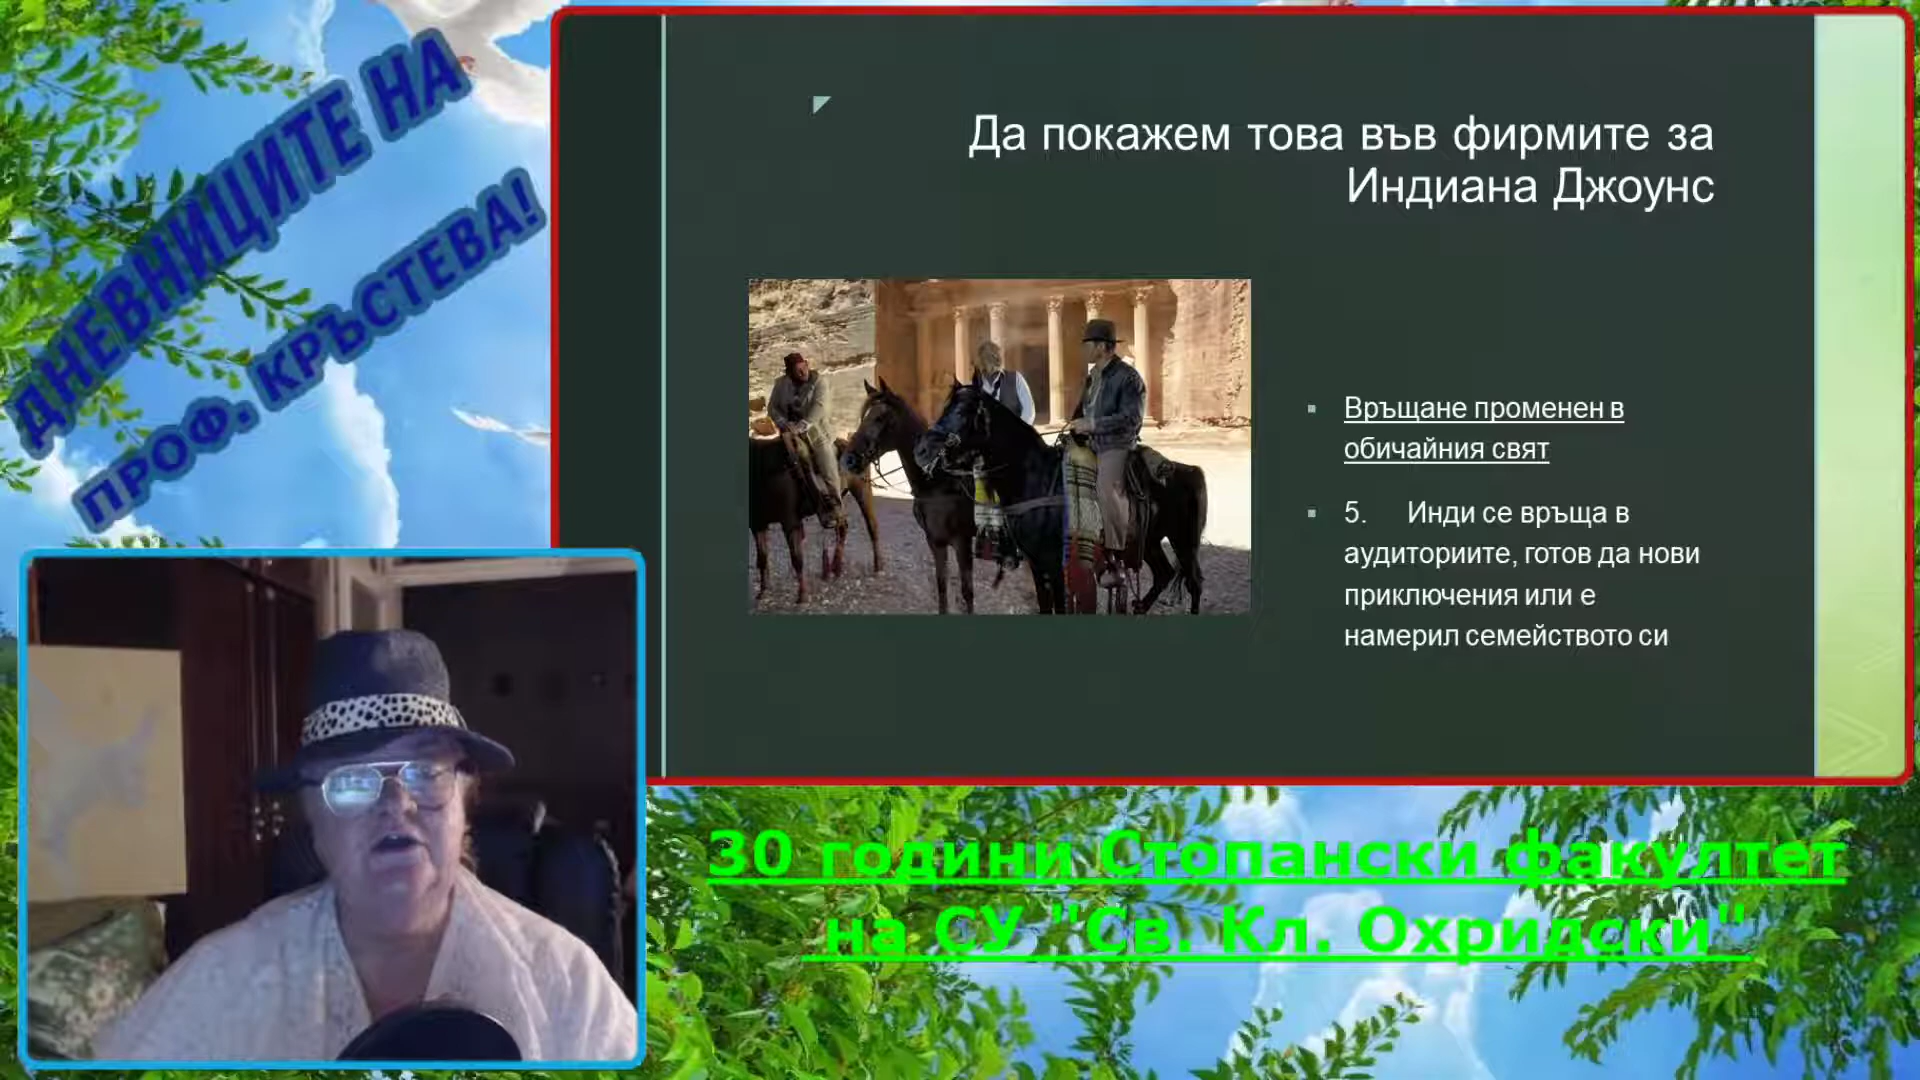 ДНЕВНИЦИТЕ НА
ПРОФ. КРЪСТЕВА!
Да покажем това във фирмите за
Индиана Джоунс
Връщане променен в
обичайния свят
5. Инди се връща в
аудиториите, готов да нови
приключения или е
намерил семейството си
30 години Стопански факултет
на СУ "Св. Кл. Охридски"